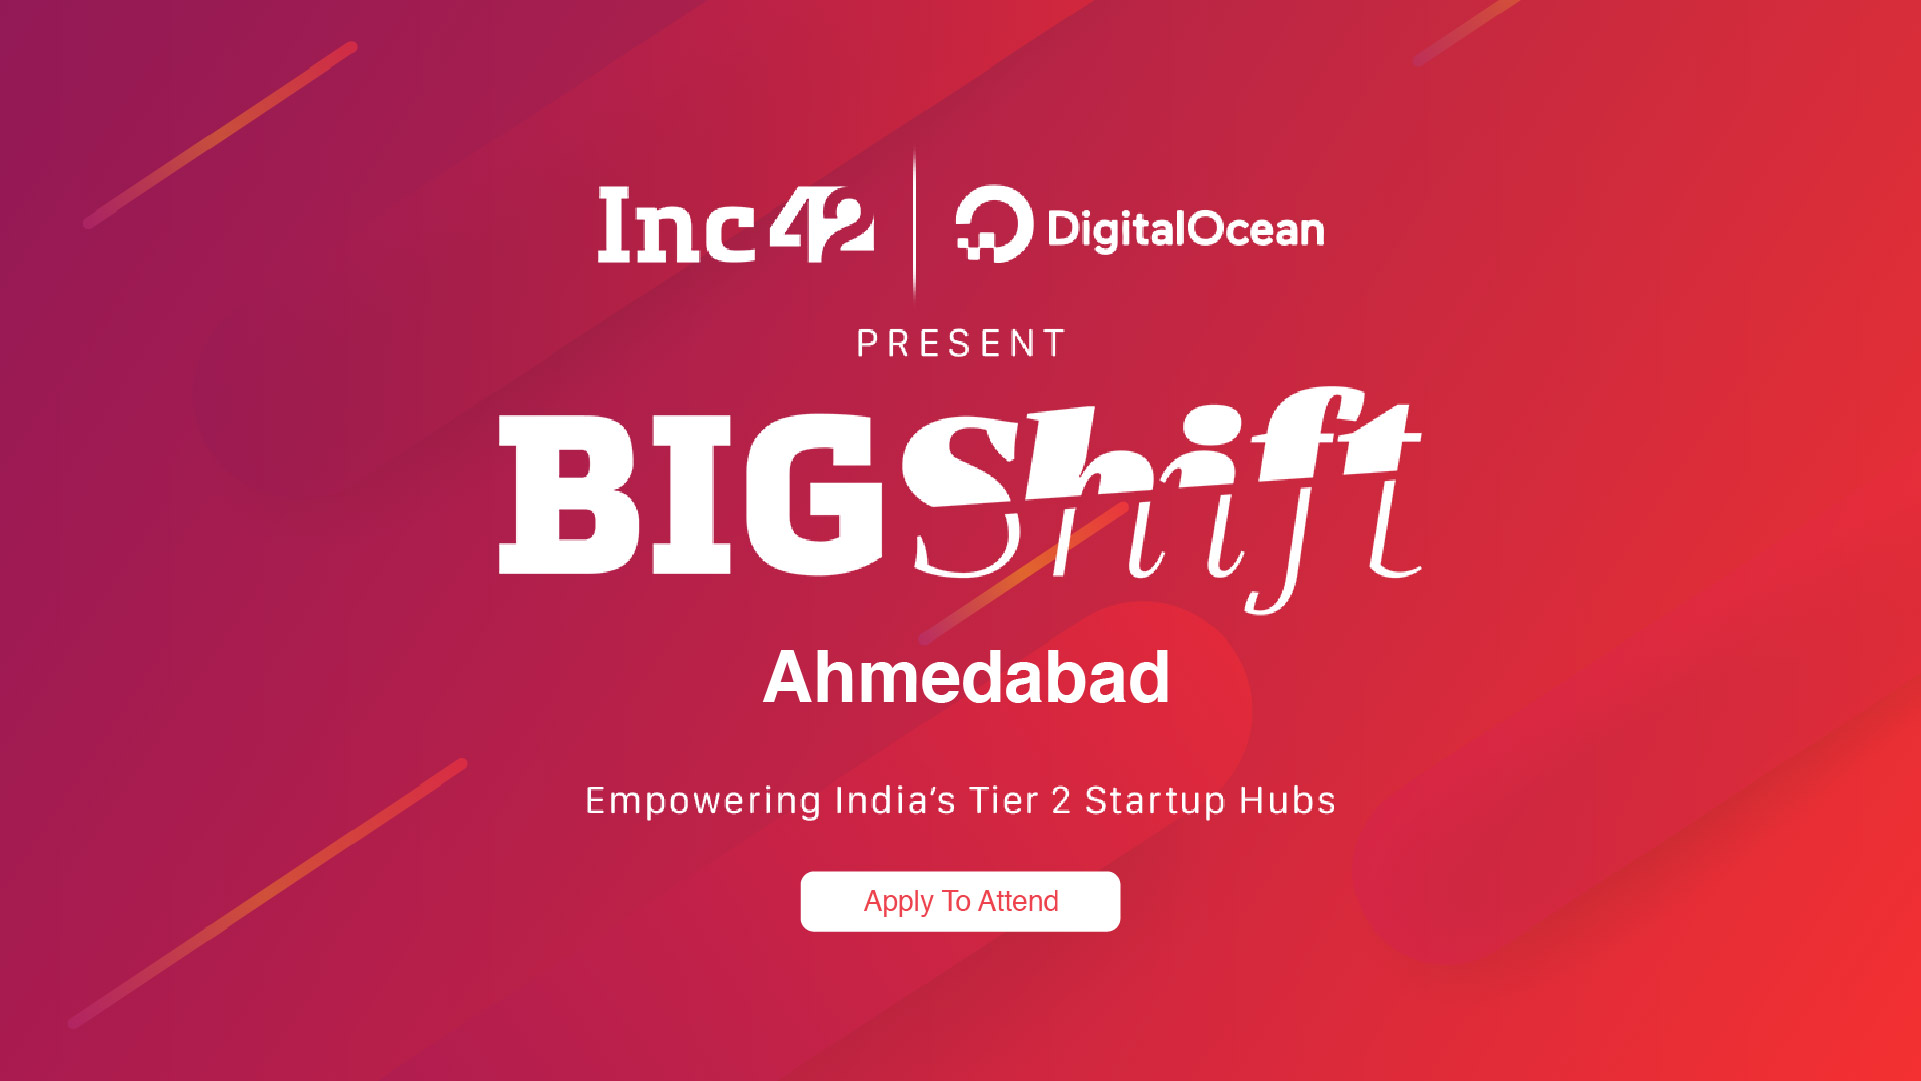 Inc42 DigitalOcean
PRESENT
BIGShift
Ahmedabad
Empowering India's Tier 2 Startup Hubs
Apply To Attend